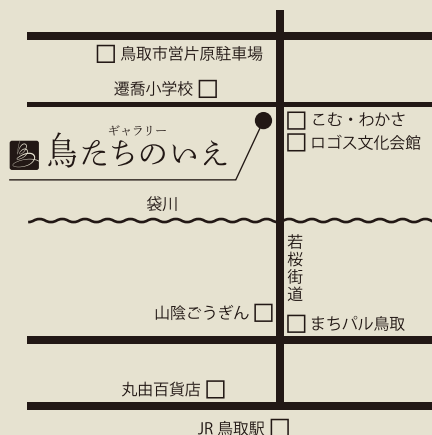 鳥取市営片原駐車場
遷喬小学校
こむ・わかさ
ギャラリー
鳥たちのいえ
ロゴス文化会館
袋川
若桜街道
山陰ごうぎん
まちパル鳥取
丸由百貨店
JR 鳥取駅